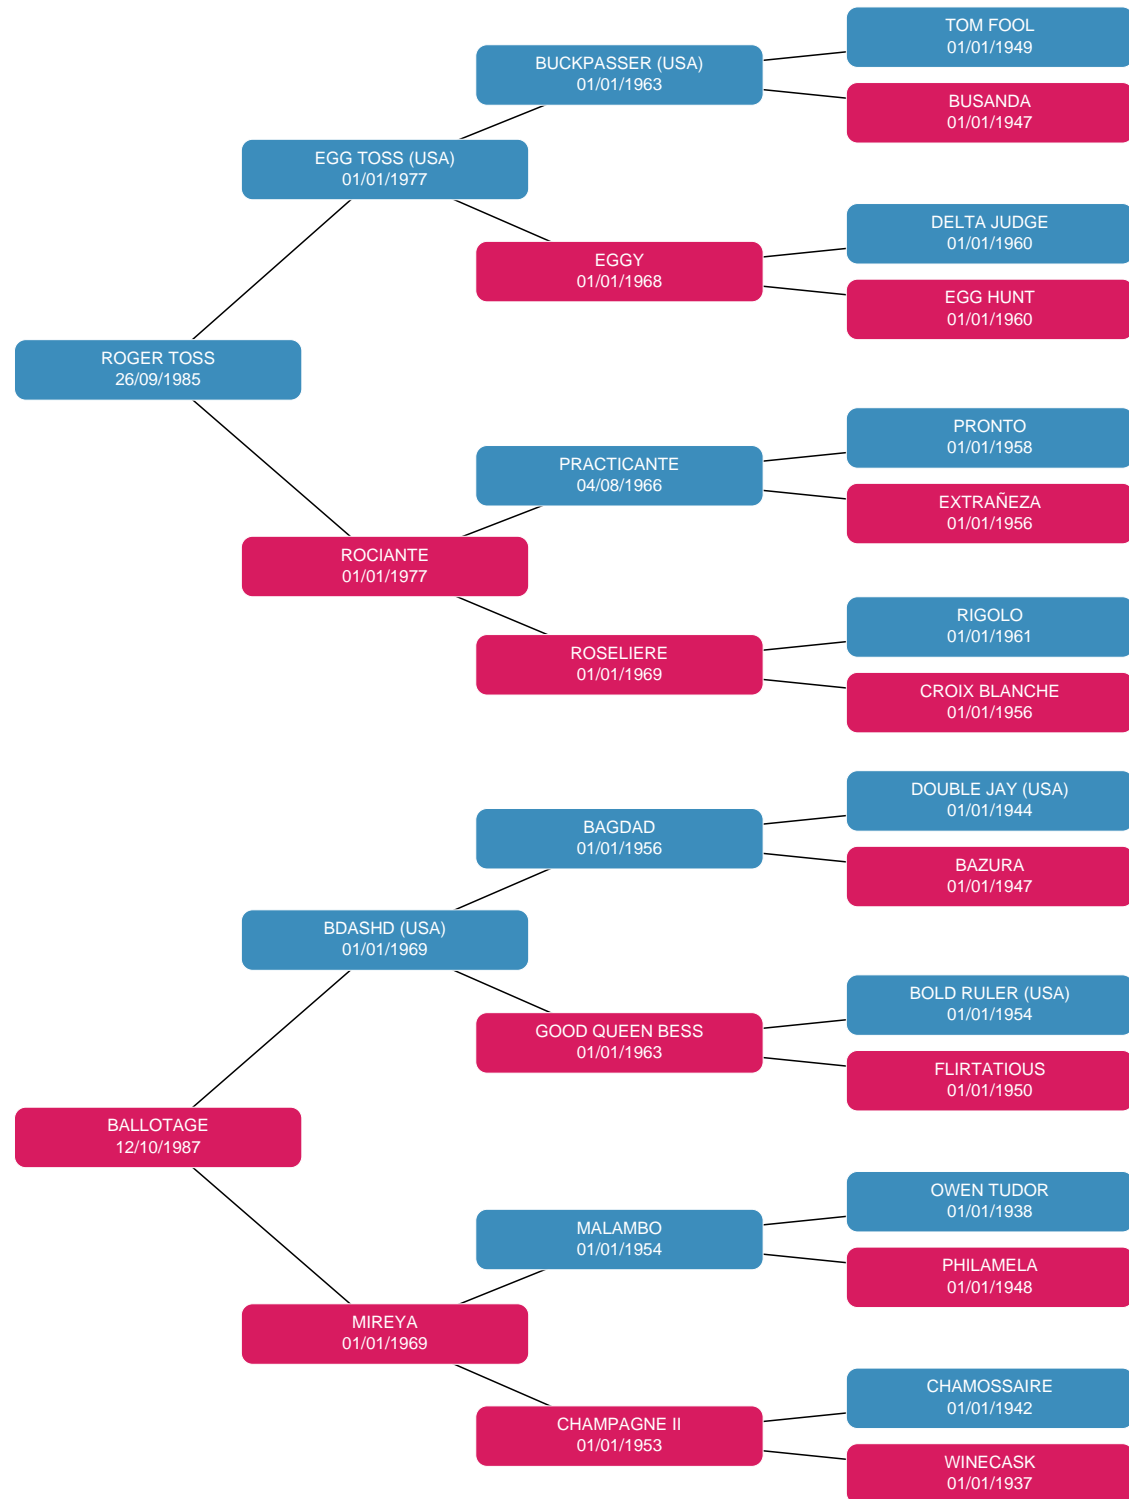 TOM FOOL
01/01/1949
BUCKPASSER (USA)
01/01/1963
BUSANDA
01/01/1947
EGG TOSS (USA)
01/01/1977
DELTA JUDGE
01/01/1960
EGGY
01/01/1968
EGG HUNT
01/01/1960
ROGER TOSS
26/09/1985
PRONTO
01/01/1958
PRACTICANTE
04/08/1966
EXTRAÑEZA
01/01/1956
ROCIANTE
01/01/1977
RIGOLO
01/01/1961
ROSELIERE
01/01/1969
CROIX BLANCHE
01/01/1956
DOUBLE JAY (USA)
01/01/1944
BAGDAD
01/01/1956
BAZURA
01/01/1947
BDASHD (USA)
01/01/1969
BOLD RULER (USA)
01/01/1954
GOOD QUEEN BESS
01/01/1963
FLIRTATIOUS
01/01/1950
BALLOTAGE
12/10/1987
OWEN TUDOR
01/01/1938
MALAMBO
01/01/1954
PHILAMELA
01/01/1948
MIREYA
01/01/1969
CHAMOSSAIRE
01/01/1942
CHAMPAGNE II
01/01/1953
WINECASK
01/01/1937